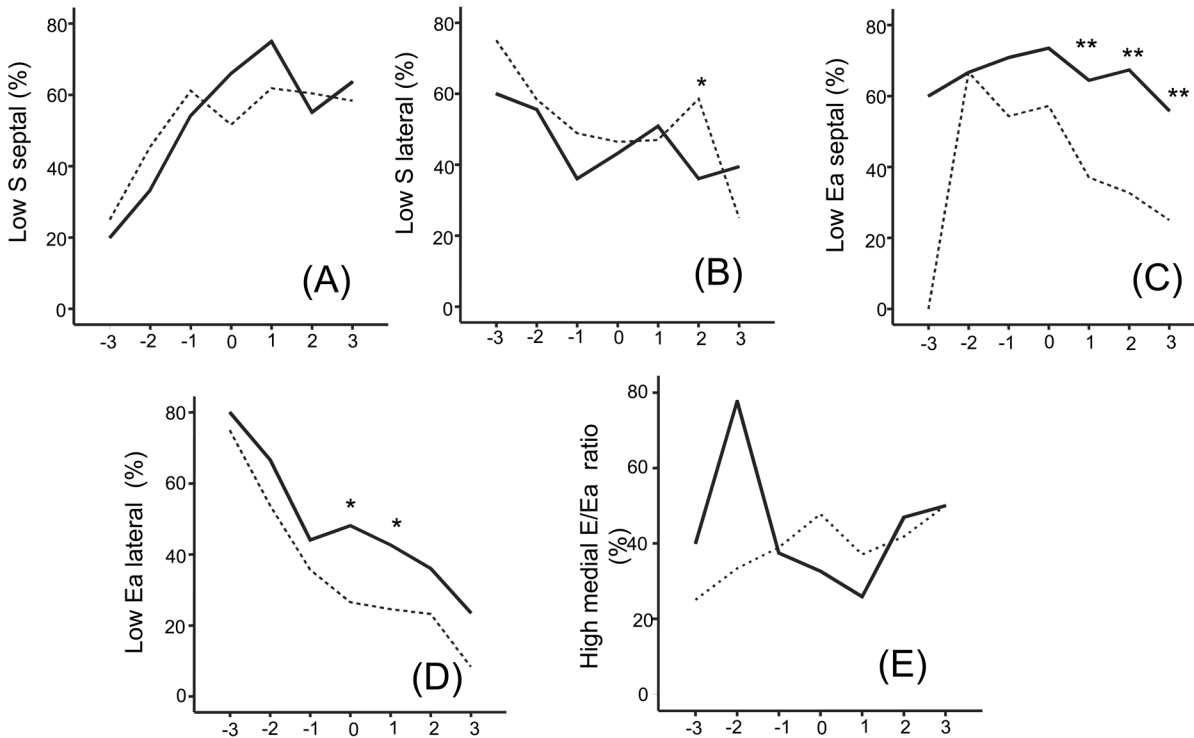 Low S septal (%)
80
60
40
20
0
-3 -2 -1 0 1 2 3
(A)
Low S lateral (%)
80
60
40
20
0
*
-3 -2 -1 0 1 2 3
(B)
Low Ea septal (%)
80
60
40
20
0
** ** **
-3 -2 -1 0 1 2 3
(C)
Low Ea lateral (%)
80
60
40
20
0
* *
-3 -2 -1 0 1 2 3
(D)
High medial E/Ea ratio
(%)
80
60
40
20
0
-3 -2 -1 0 1 2 3
(E)